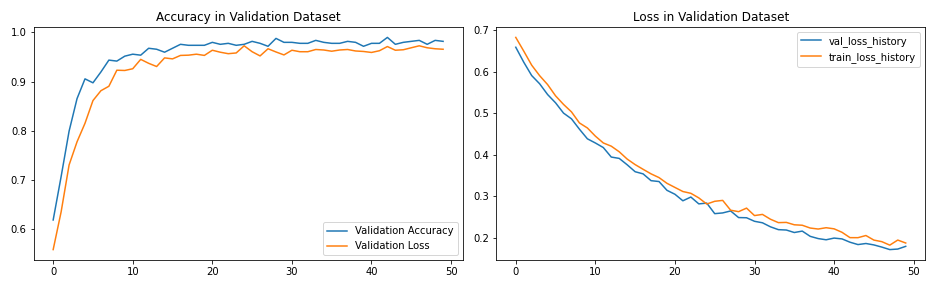 Accuracy in Validation Dataset
1.0
0.9
0.8
0.7
0.6
0 10 20 30 40 50
Validation Accuracy
Validation Loss
Loss in Validation Dataset
0.7
0.6
0.5
0.4
0.3
0.2
0 10 20 30 40 50
val_loss_history
train_loss_history